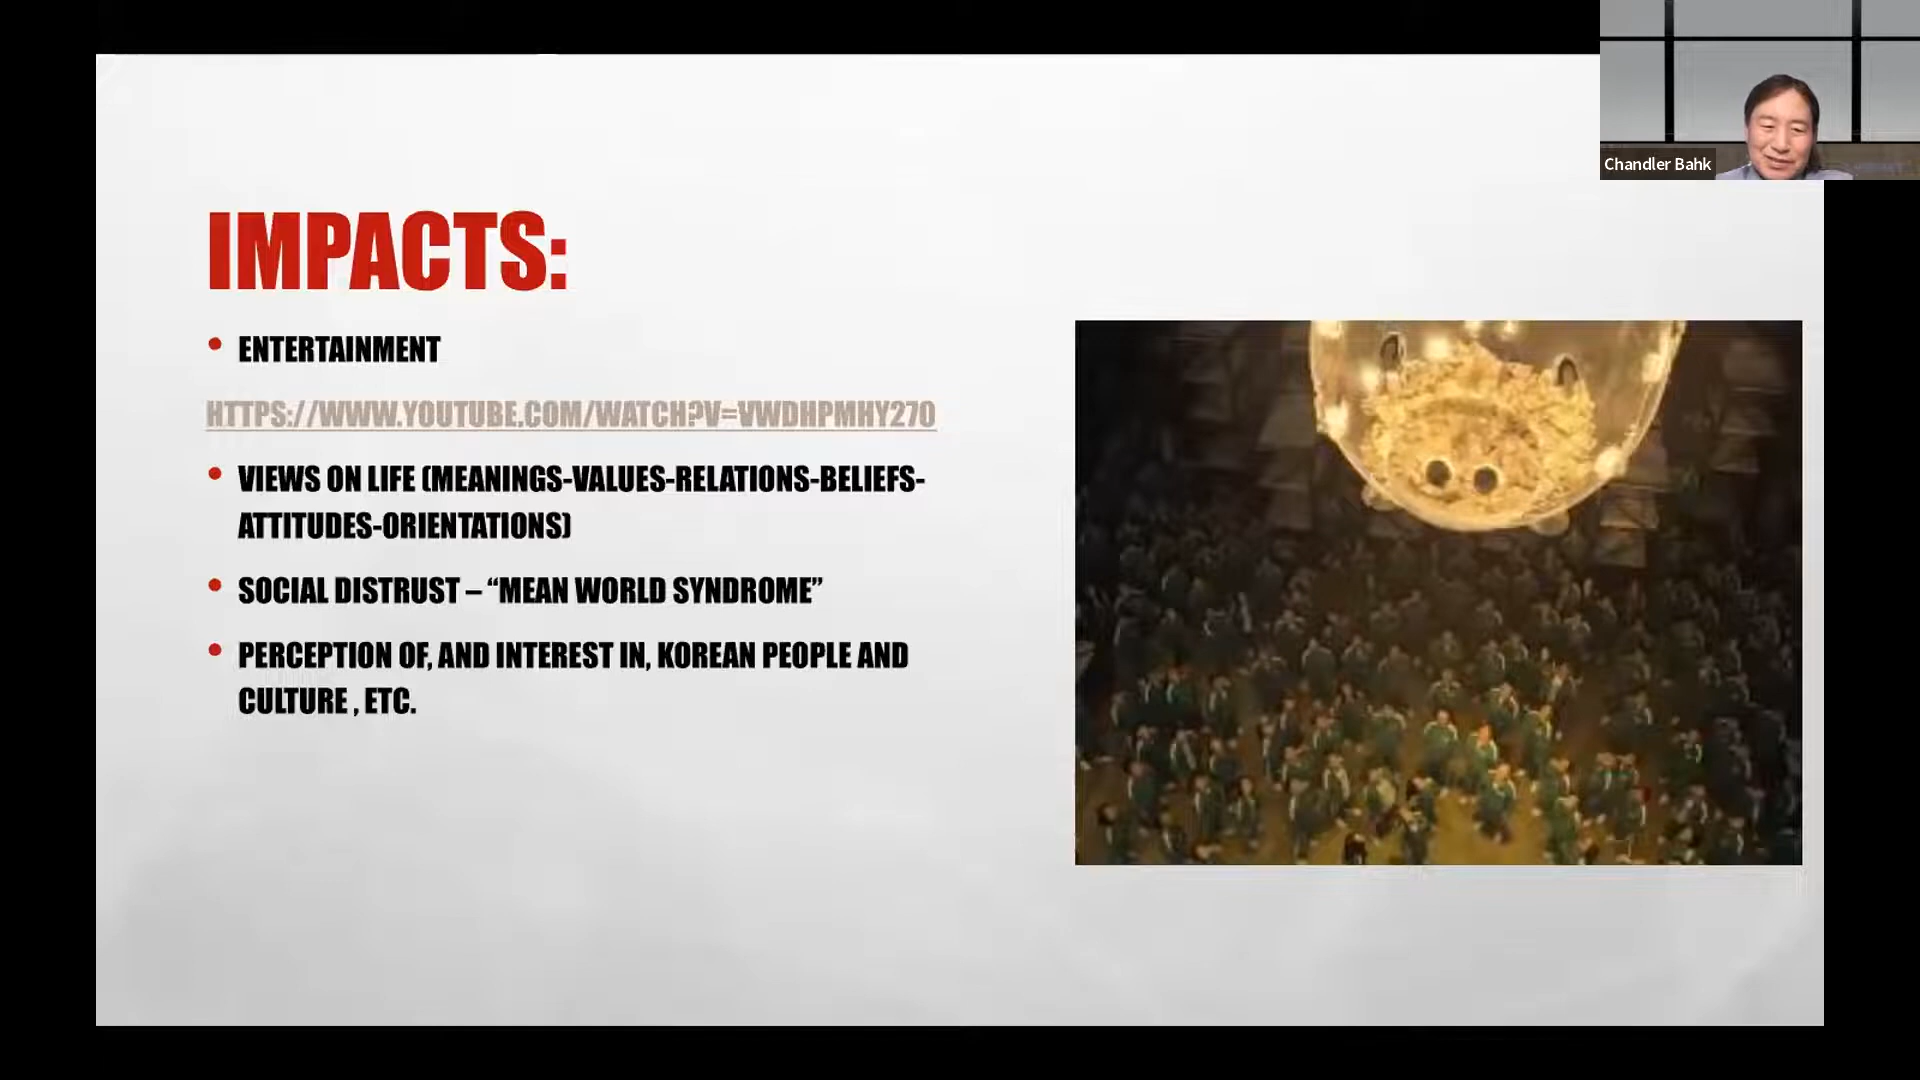 Chandler Bahk
IMPACTS:
• ENTERTAINMENT
HTTPS://WWW.YOUTUBE.COM/WATCH?V=VWDHPMHY27O
• VIEWS ON LIFE (MEANINGS-VALUES-RELATIONS-BELIEFS-
ATTITUDES-ORIENTATIONS)
• SOCIAL DISTRUST – “MEAN WORLD SYNDROME”
• PERCEPTION OF, AND INTEREST IN, KOREAN PEOPLE AND
CULTURE , ETC.